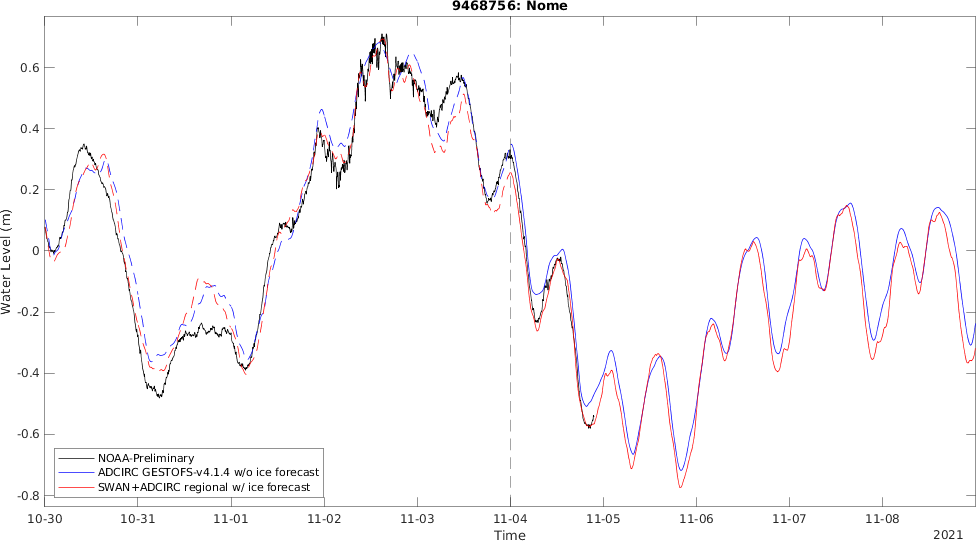 9468756: Nome
Water Level (m)
0.6
0.4
0.2
0
-0.2
-0.4
-0.6
-0.8
NOAA-Preliminary
ADCIRC GESTOFS-v4.1.4 w/o ice forecast
SWAN+ADCIRC regional w/ ice forecast
10-30 10-31 11-01 11-02 11-03 11-04 11-05 11-06 11-07 11-08
Time
2021